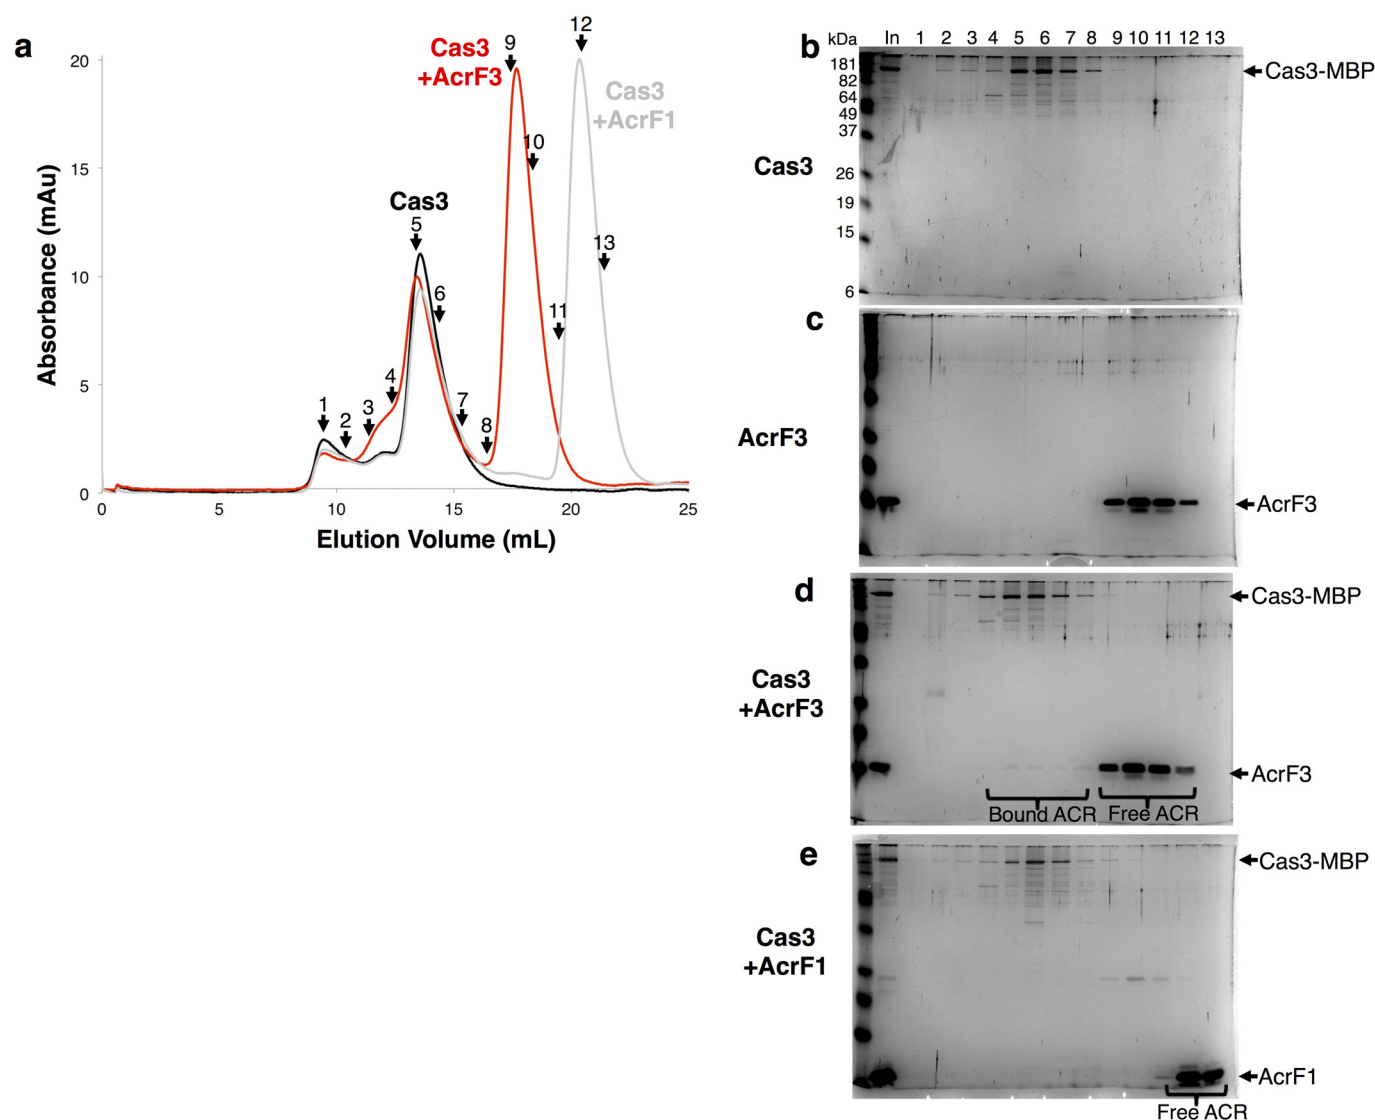 a
Cas3
+AcrF3
Cas3
+AcrF1
Cas3
1
2
3
4
5
6
7
8
9
10
11
12
13
Absorbance (mAu)
20
15
10
5
0
0
5
10
15
20
25
Elution Volume (mL)
b
kDa
In 1 2 3 4 5 6 7 8 9 10 11 12 13
181
82
64
49
37
26
19
15
6
Cas3
Cas3-MBP
c
AcrF3
AcrF3
d
Cas3
+AcrF3
Cas3-MBP
AcrF3
Bound ACR
Free ACR
e
Cas3
+AcrF1
Cas3-MBP
AcrF1
Free ACR